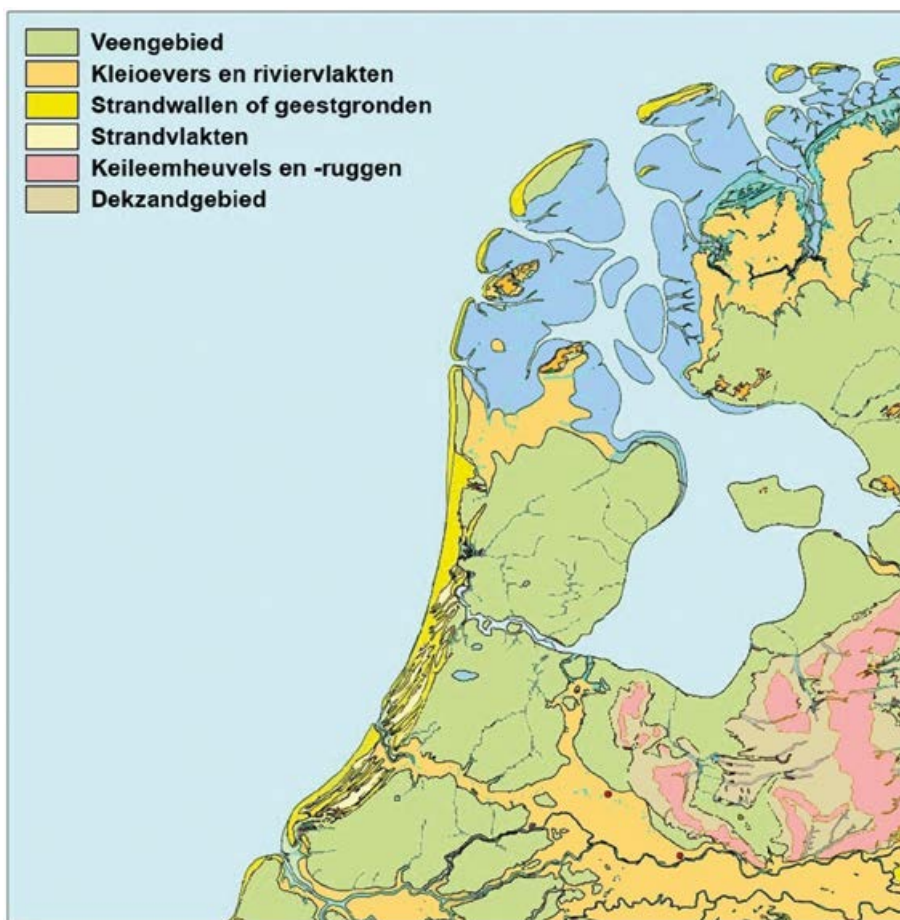 Veengebied
Kleioevers en riviervlakten
Strandwallen of geestgronden
Strandvlakten
Keileemheuvels en -ruggen
Dekzandgebied